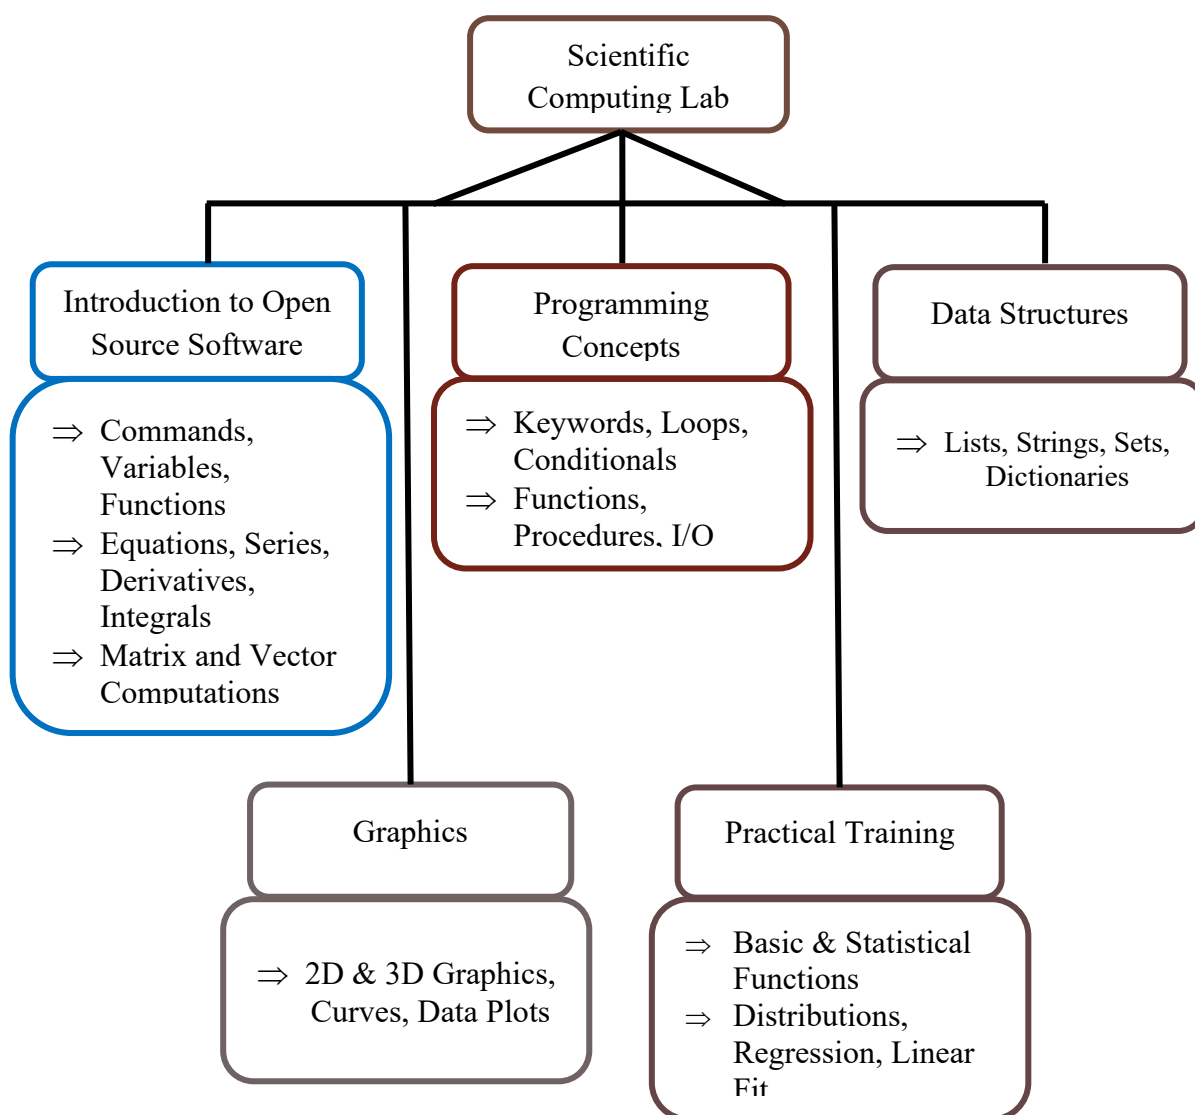 Scientific
Computing Lab
Introduction to Open
Source Software
⇒ Commands,
Variables,
Functions
⇒ Equations, Series,
Derivatives,
Integrals
⇒ Matrix and Vector
Computations
Programming
Concepts
⇒ Keywords, Loops,
Conditionals
⇒ Functions,
Procedures, I/O
Data Structures
⇒ Lists, Strings, Sets,
Dictionaries
Graphics
⇒ 2D & 3D Graphics,
Curves, Data Plots
Practical Training
⇒ Basic & Statistical
Functions
⇒ Distributions,
Regression, Linear
Fit